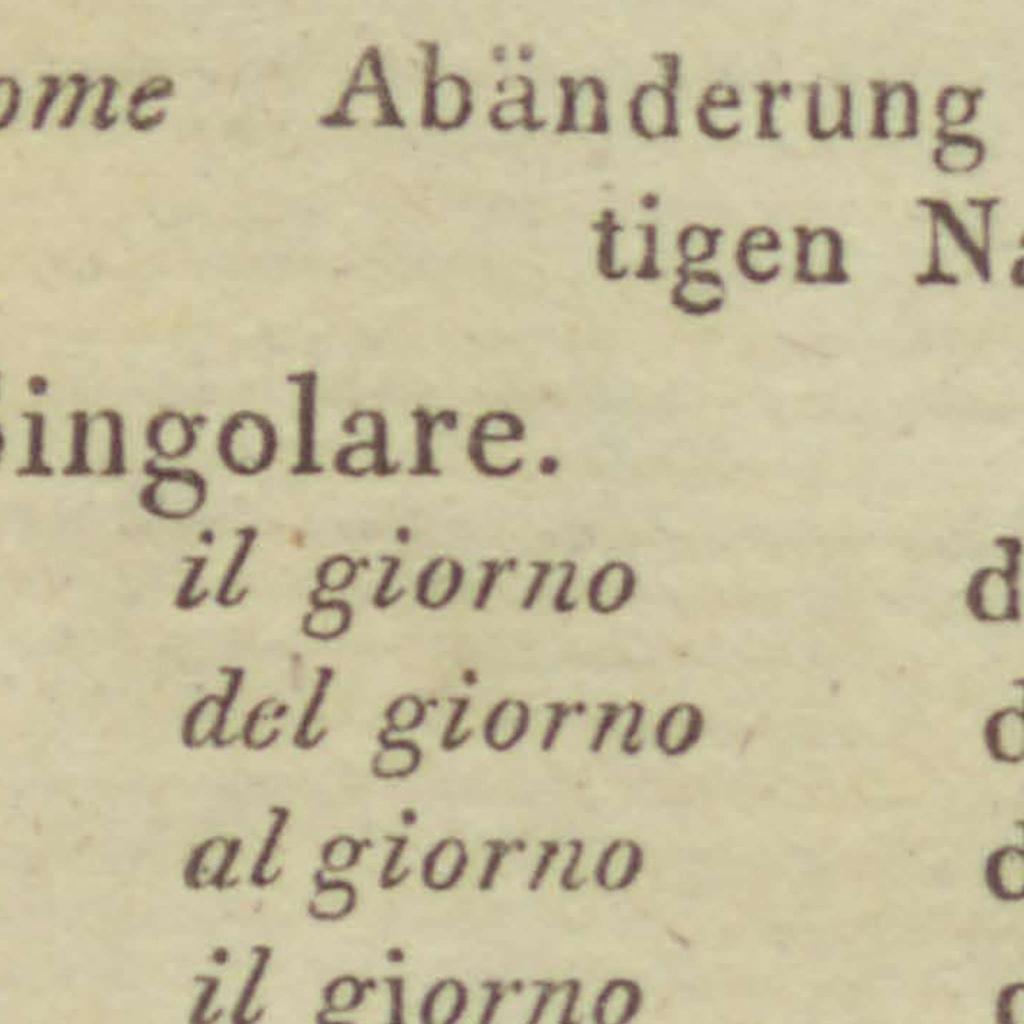 ome Abänderung
tigen Na
Singolare.
il giorno d
del giorno d
al giorno d
il giorno